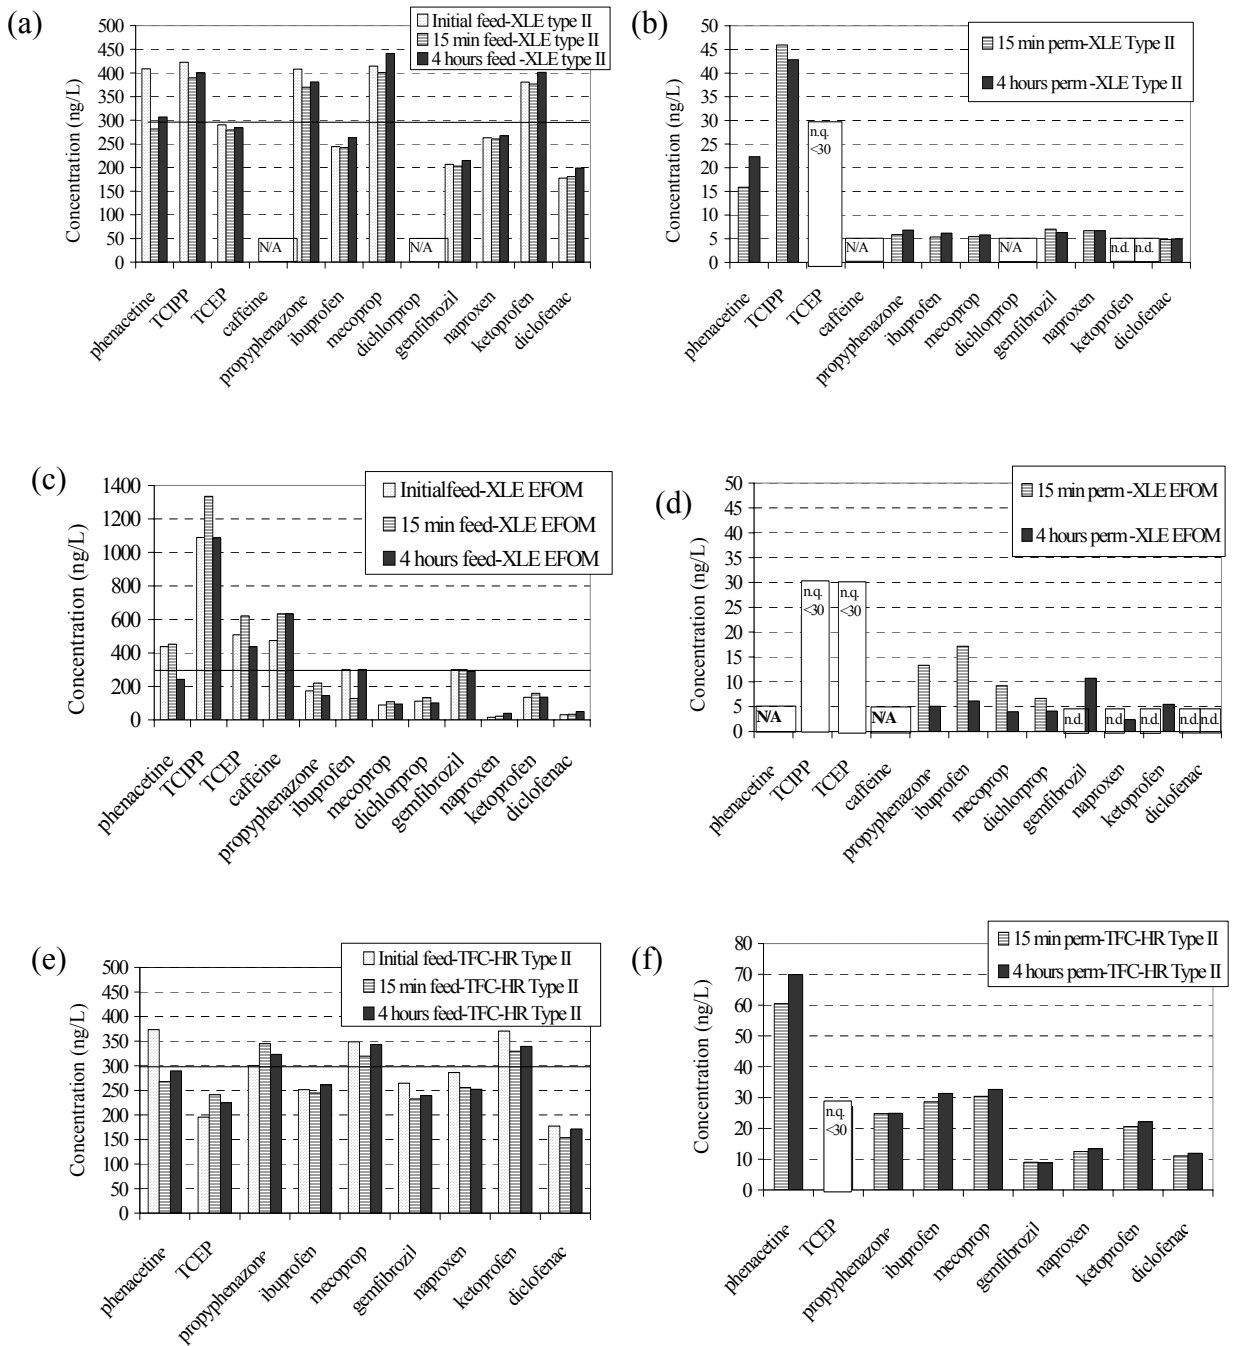 (a)
Initial feed-XLE type II
15 min feed-XLE type II
4 hours feed -XLE type II
Concentration (ng/L)
500
450
400
350
300
250
200
150
100
50
0
N/A
N/A
phenacetine
TCIPP
TCEP
caffeine
propyphenazone
ibuprofen
mecoprop
dichlorprop
gemfibrozil
naproxen
ketoprofen
diclofenac
(b)
15 min perm-XLE Type II
4 hours perm -XLE Type II
Concentration (ng/L)
50
45
40
35
30
25
20
15
10
5
0
n.q.
<30
N/A
N/A
n.d.
n.d.
phenacetine
TCIPP
TCEP
caffeine
propyphenazone
ibuprofen
mecoprop
dichlorprop
gemfibrozil
naproxen
ketoprofen
diclofenac
(c)
Initialfeed-XLE EFOM
15 min feed-XLE EFOM
4 hours feed-XLE EFOM
Concentration (ng/L)
1400
1200
1000
800
600
400
200
0
phenacetine
TCIPP
TCEP
caffeine
propyphenazone
ibuprofen
mecoprop
dichlorprop
gemfibrozil
naproxen
ketoprofen
diclofenac
(d)
15 min perm -XLE EFOM
4 hours perm -XLE EFOM
Concentration (ng/L)
50
45
40
35
30
25
20
15
10
5
0
N/A
n.q.
<30
n.q.
<30
N/A
n.d.
n.d.
n.d.
n.d.
n.d.
phenacetine
TCIPP
TCEP
caffeine
propyphenazone
ibuprofen
mecoprop
dichlorprop
gemfibrozil
naproxen
ketoprofen
diclofenac
(e)
Initial feed-TFC-HR Type II
15 min feed-TFC-HR Type II
4 hours feed-TFC-HR Type II
Concentration (ng/L)
500
450
400
350
300
250
200
150
100
50
0
phenacetine
TCEP
propyphenazone
ibuprofen
mecoprop
gemfibrozil
naproxen
ketoprofen
diclofenac
(f)
15 min perm-TFC-HR Type II
4 hours perm-TFC-HR Type II
Concentration (ng/L)
80
70
60
50
40
30
20
10
0
n.q.
<30
phenacetine
TCEP
propyphenazone
ibuprofen
mecoprop
gemfibrozil
naproxen
ketoprofen
diclofenac